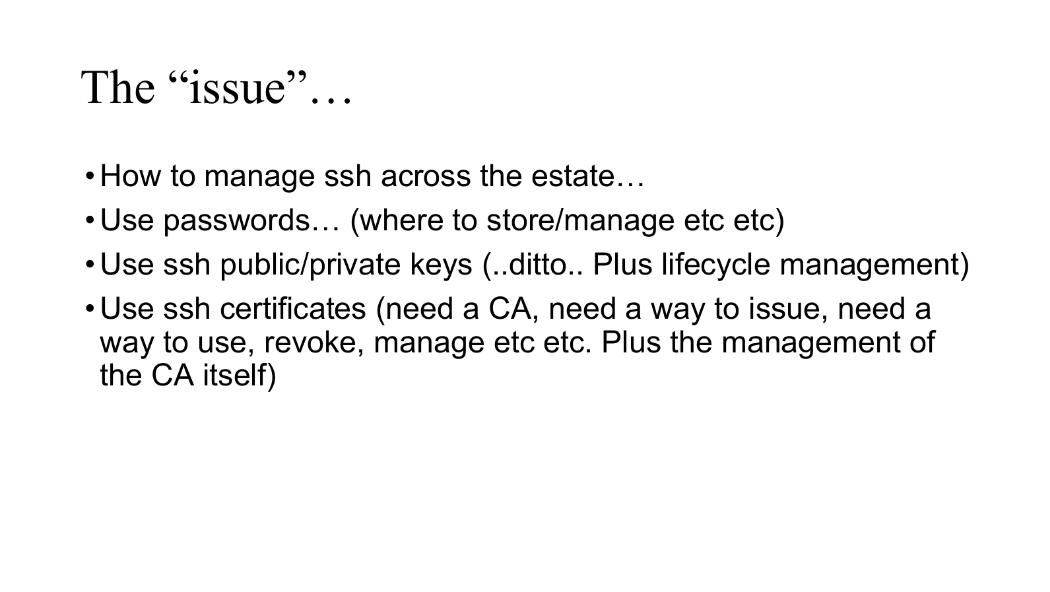 The “issue”…
•How to manage ssh across the estate…
•Use passwords… (where to store/manage etc etc)
•Use ssh public/private keys (..ditto.. Plus lifecycle management)
•Use ssh certificates (need a CA, need a way to issue, need a
way to use, revoke, manage etc etc. Plus the management of
the CA itself)